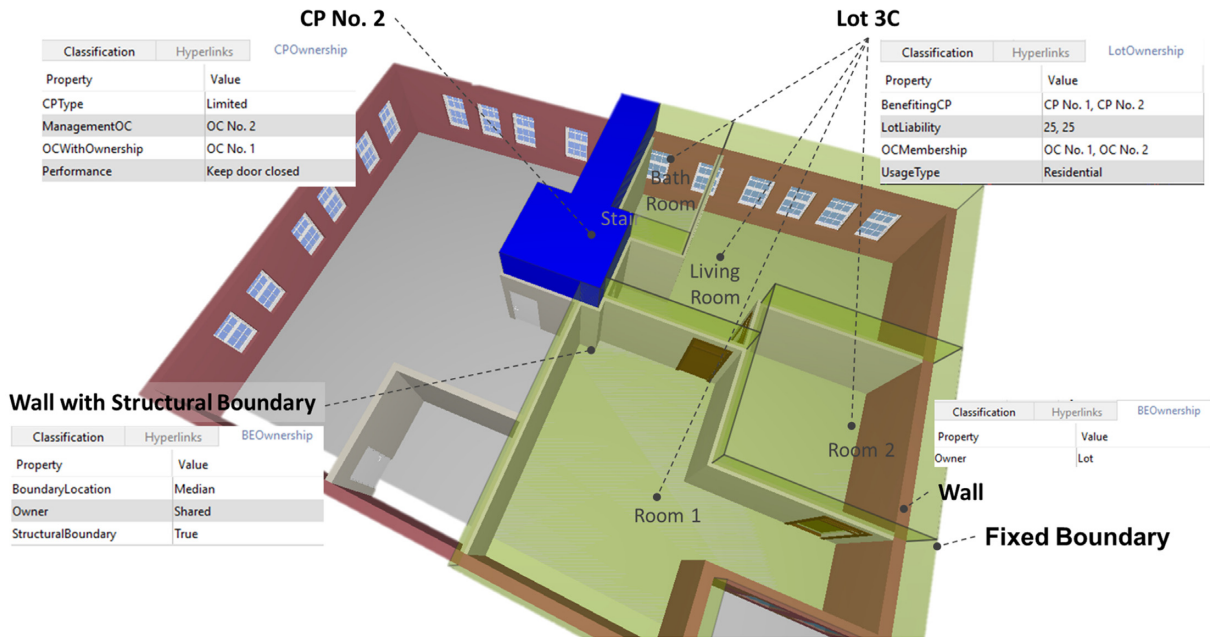 CP No. 2
Lot 3C
Classification Hyperlinks CPOwnership
Property Value
CPType Limited
ManagementOC OC No. 2
OCWithOwnership OC No. 1
Performance Keep door closed
Classification Hyperlinks LotOwnership
Property Value
BenefitingCP CP No. 1, CP No. 2
LotLiability 25, 25
OCMembership OC No. 1, OC No. 2
UsageType Residential
Bath
Room
Stair
Living
Room
Wall with Structural Boundary
Classification Hyperlinks BEOwnership
Property Value
BoundaryLocation Median
Owner Shared
StructuralBoundary True
Classification Hyperlinks BEOwnership
Property Value
Owner Lot
Room 2
Wall
Room 1
Fixed Boundary